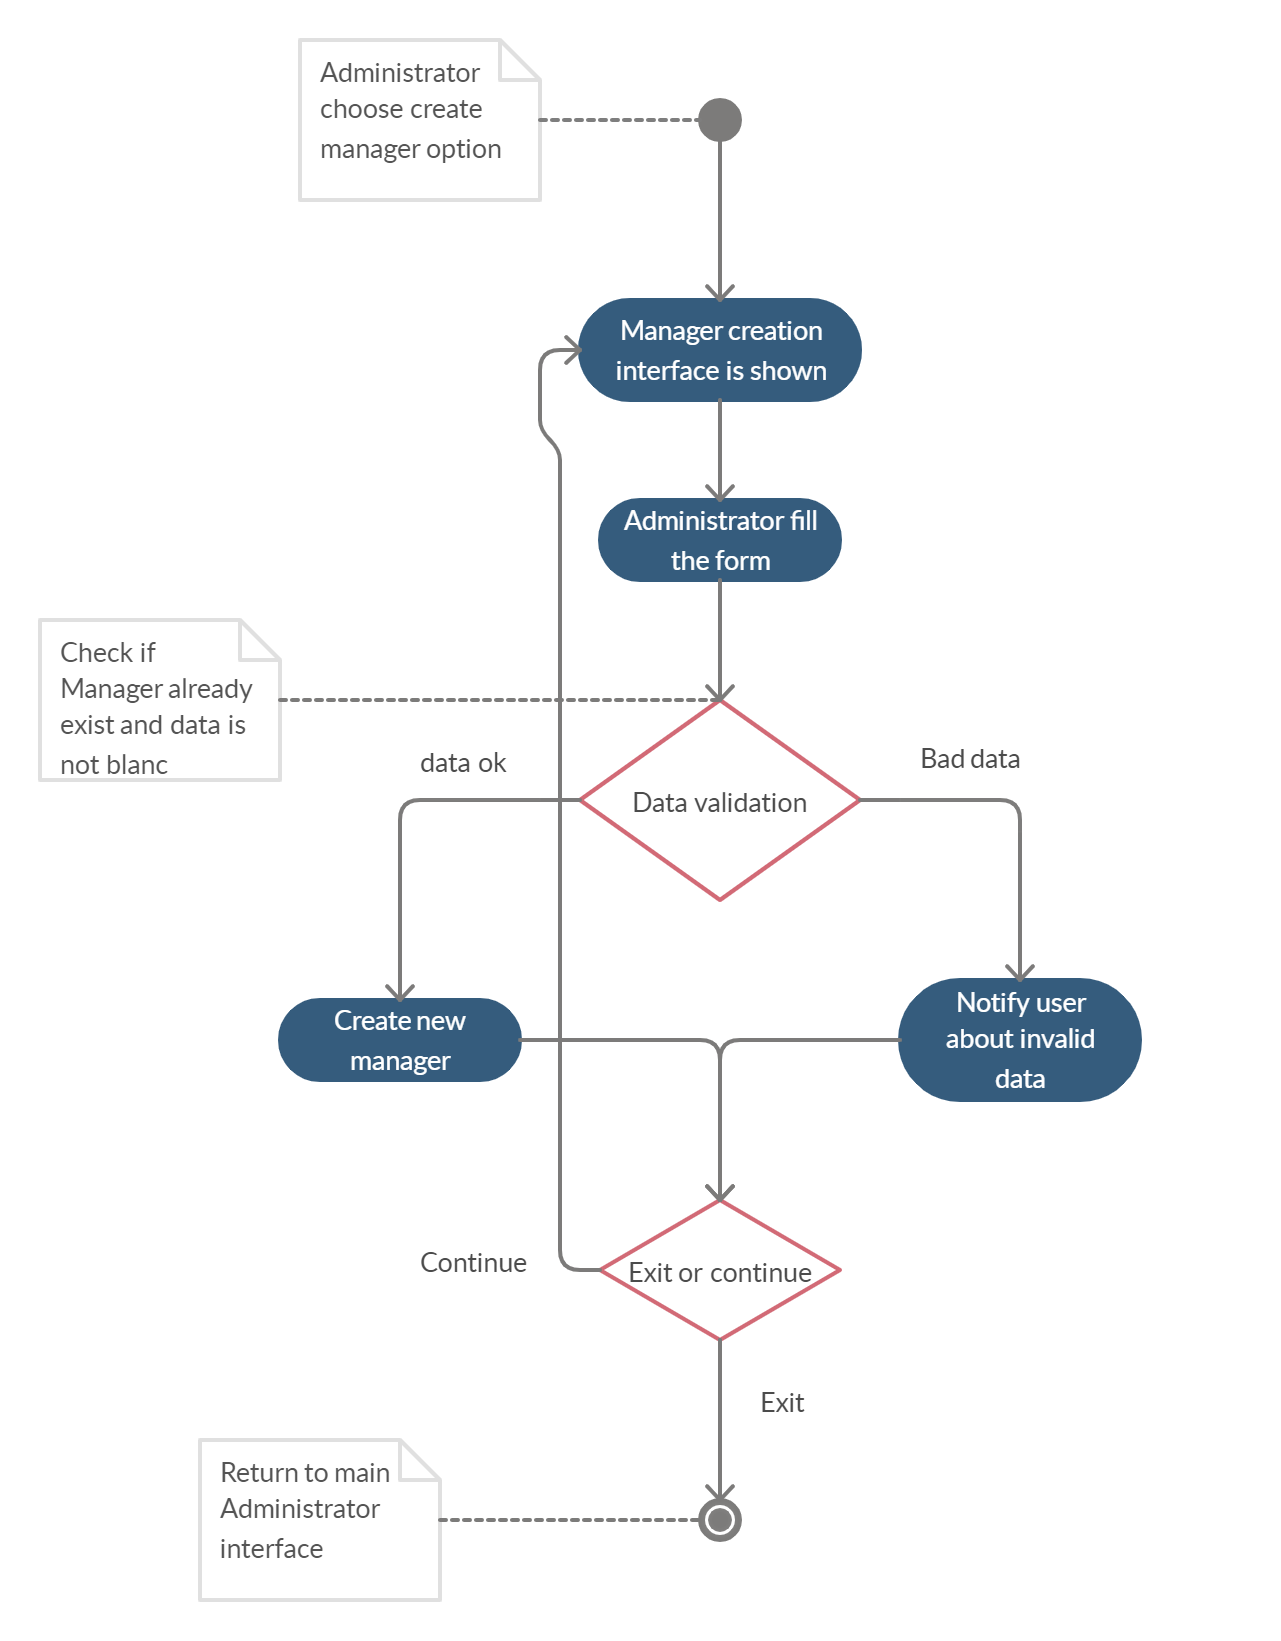 Administrator
choose create
manager option
Manager creation
interface is shown
Administrator fill
the form
Check if
Manager already
exist and data is
not blanc
data ok
Bad data
Data validation
Create new
manager
Notify user
about invalid
data
Continue
Exit or continue
Exit
Return to main
Administrator
interface